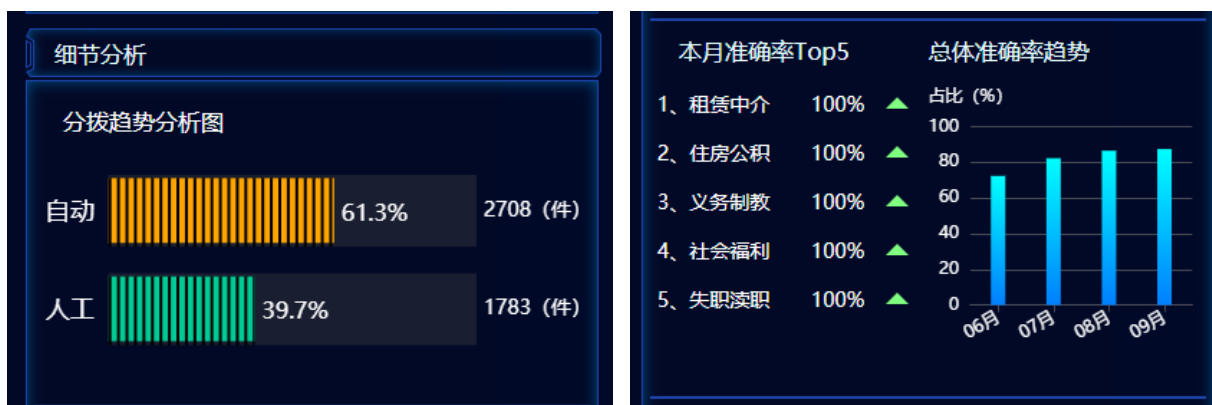 细节分析
分拨趋势分析图
自动 61.3% 2708（件）
人工 39.7% 1783（件）
本月准确率Top5
1、租赁中介 100%
2、住房公积 100%
3、义务制教 100%
4、社会福利 100%
5、失职渎职 100%
总体准确率趋势
占比（%）
100
80
60
40
20
0
06月 07月 08月 09月